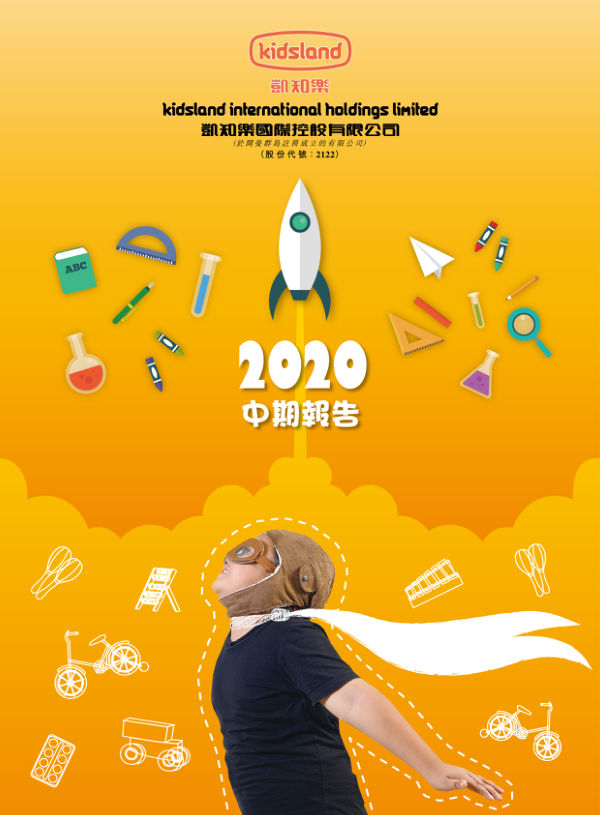 kidsland
凱知樂
kidsland international holdings limited
凱知樂國際控股有限公司
(於開曼群島註冊成立的有限公司)
(股份代號：2122)
ABC
2020
中期報告